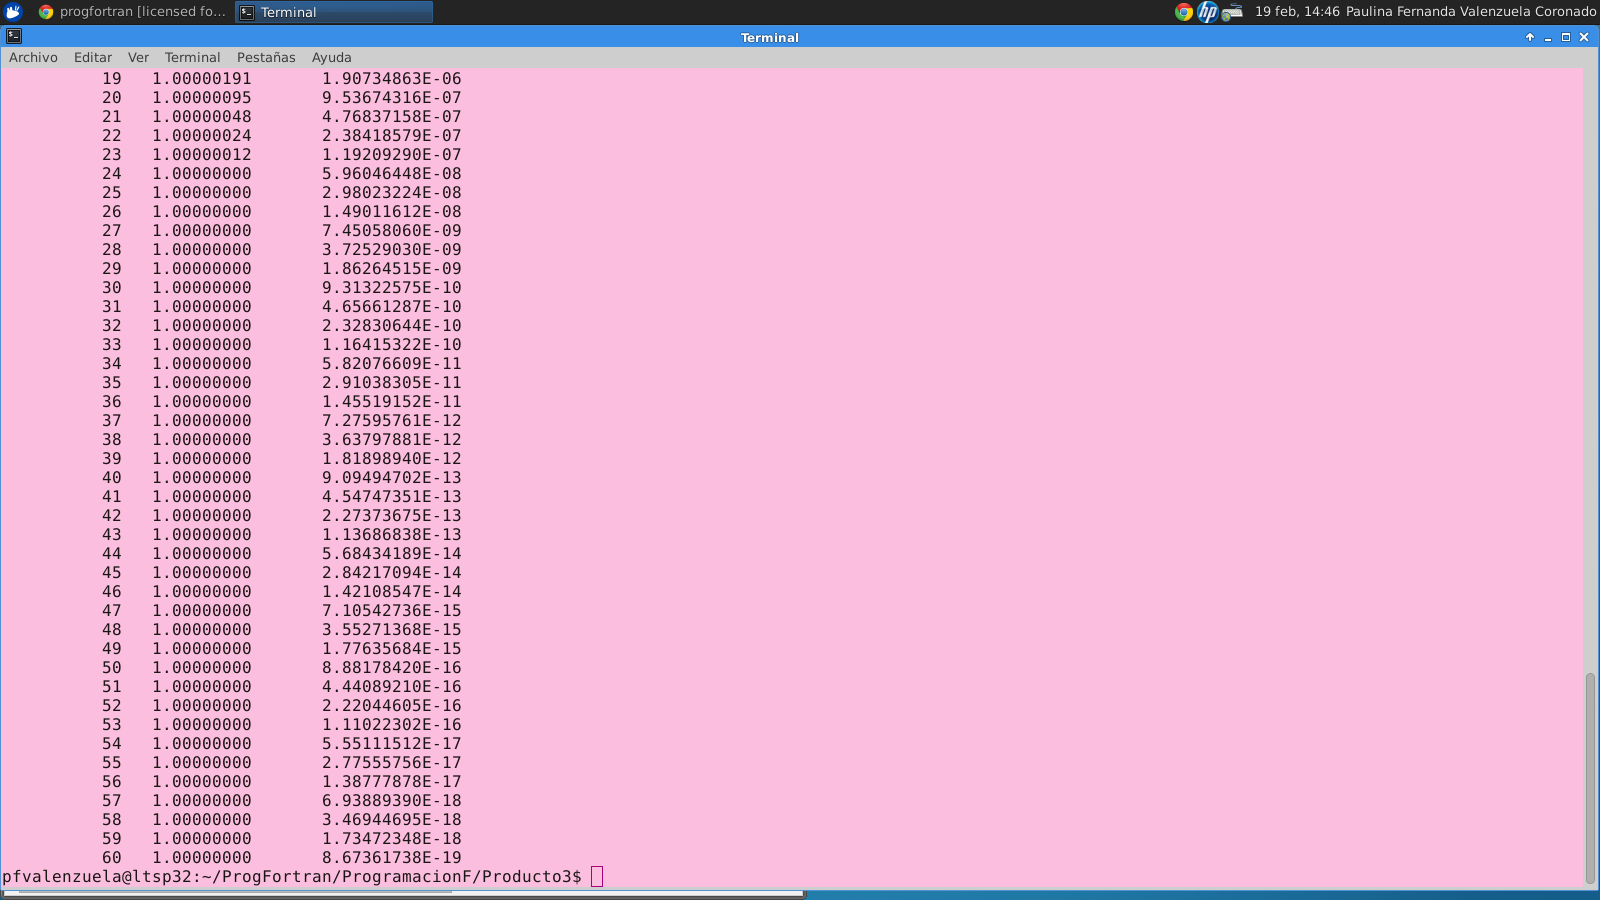 progfortran [licensed fo...
Terminal
19 feb, 14:46 Paulina Fernanda Valenzuela Coronado
Terminal
Archivo Editar Ver Terminal Pestañas Ayuda
19 1.00000191 1.90734863E-06
20 1.00000095 9.53674316E-07
21 1.00000048 4.76837158E-07
22 1.00000024 2.38418579E-07
23 1.00000012 1.19209290E-07
24 1.00000000 5.96046448E-08
25 1.00000000 2.98023224E-08
26 1.00000000 1.49011612E-08
27 1.00000000 7.45058060E-09
28 1.00000000 3.72529030E-09
29 1.00000000 1.86264515E-09
30 1.00000000 9.31322575E-10
31 1.00000000 4.65661287E-10
32 1.00000000 2.32830644E-10
33 1.00000000 1.16415322E-10
34 1.00000000 5.82076609E-11
35 1.00000000 2.91038305E-11
36 1.00000000 1.45519152E-11
37 1.00000000 7.27595761E-12
38 1.00000000 3.63797881E-12
39 1.00000000 1.81898940E-12
40 1.00000000 9.09494702E-13
41 1.00000000 4.54747351E-13
42 1.00000000 2.27373675E-13
43 1.00000000 1.13686838E-13
44 1.00000000 5.68434189E-14
45 1.00000000 2.84217094E-14
46 1.00000000 1.42108547E-14
47 1.00000000 7.10542736E-15
48 1.00000000 3.55271368E-15
49 1.00000000 1.77635684E-15
50 1.00000000 8.88178420E-16
51 1.00000000 4.44089210E-16
52 1.00000000 2.22044605E-16
53 1.00000000 1.11022302E-16
54 1.00000000 5.55111512E-17
55 1.00000000 2.77555756E-17
56 1.00000000 1.38777878E-17
57 1.00000000 6.93889390E-18
58 1.00000000 3.46944695E-18
59 1.00000000 1.73472348E-18
60 1.00000000 8.67361738E-19
pfvalenzuela@ltsp32:~/ProgFortran/ProgramacionF/Producto3$